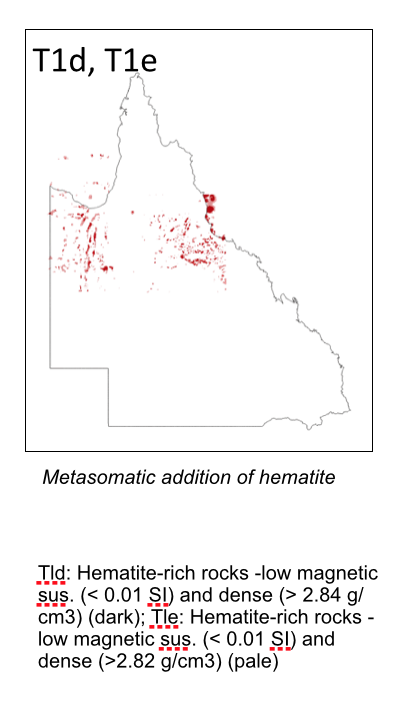 T1d, T1e
Metasomatic addition of hematite
Tld: Hematite-rich rocks -low magnetic
sus. (< 0.01 SI) and dense (> 2.84 g/
cm3) (dark); Tle: Hematite-rich rocks -
low magnetic sus. (< 0.01 SI) and
dense (>2.82 g/cm3) (pale)